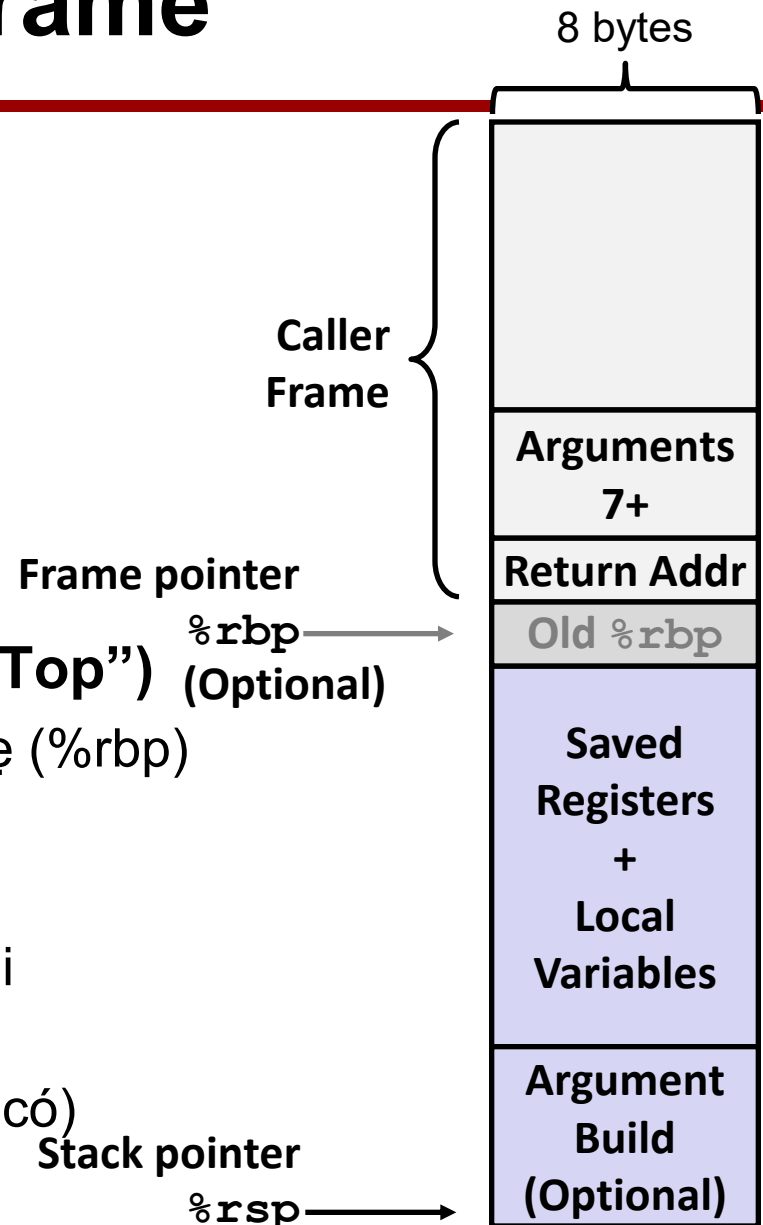 rame
8 bytes
Caller
Frame
Arguments
7+
Return Addr
Frame pointer
%rbp
(Optional)
Old %rbp
Top”)
ẹ (%rbp)
Saved
Registers
+
Local
Variables
i
có)
Stack pointer
%rsp
Argument
Build
(Optional)